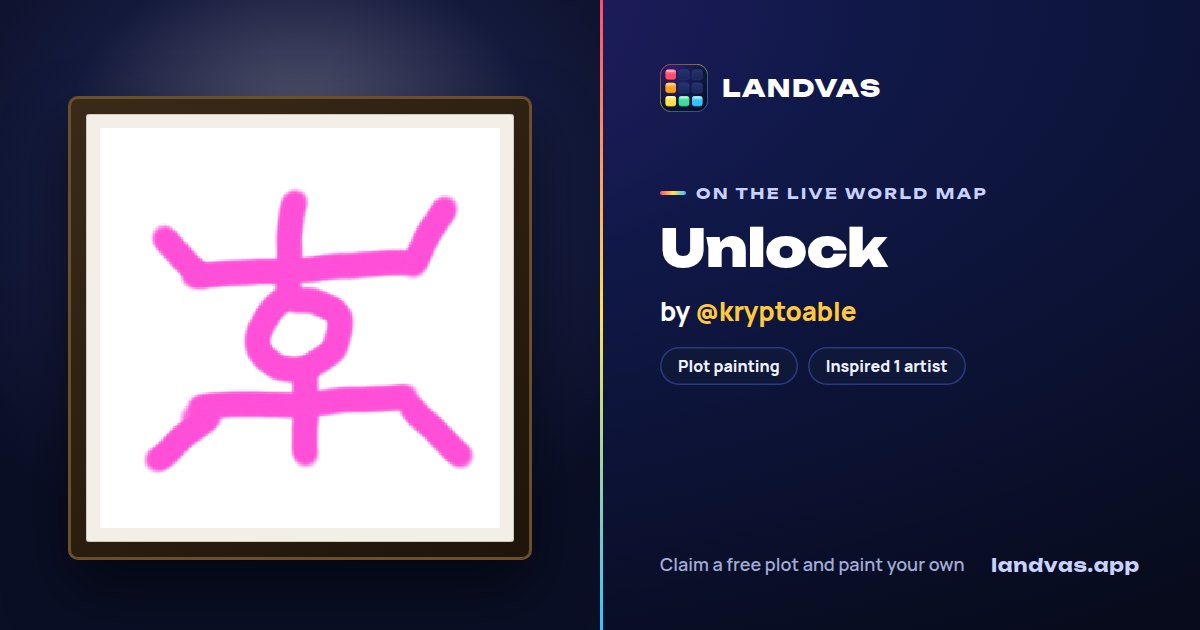 LANDVAS
ON THE LIVE WORLD MAP
Unlock
by @kryptoable
Plot painting
Inspired 1 artist
Claim a free plot and paint your own
landvas.app